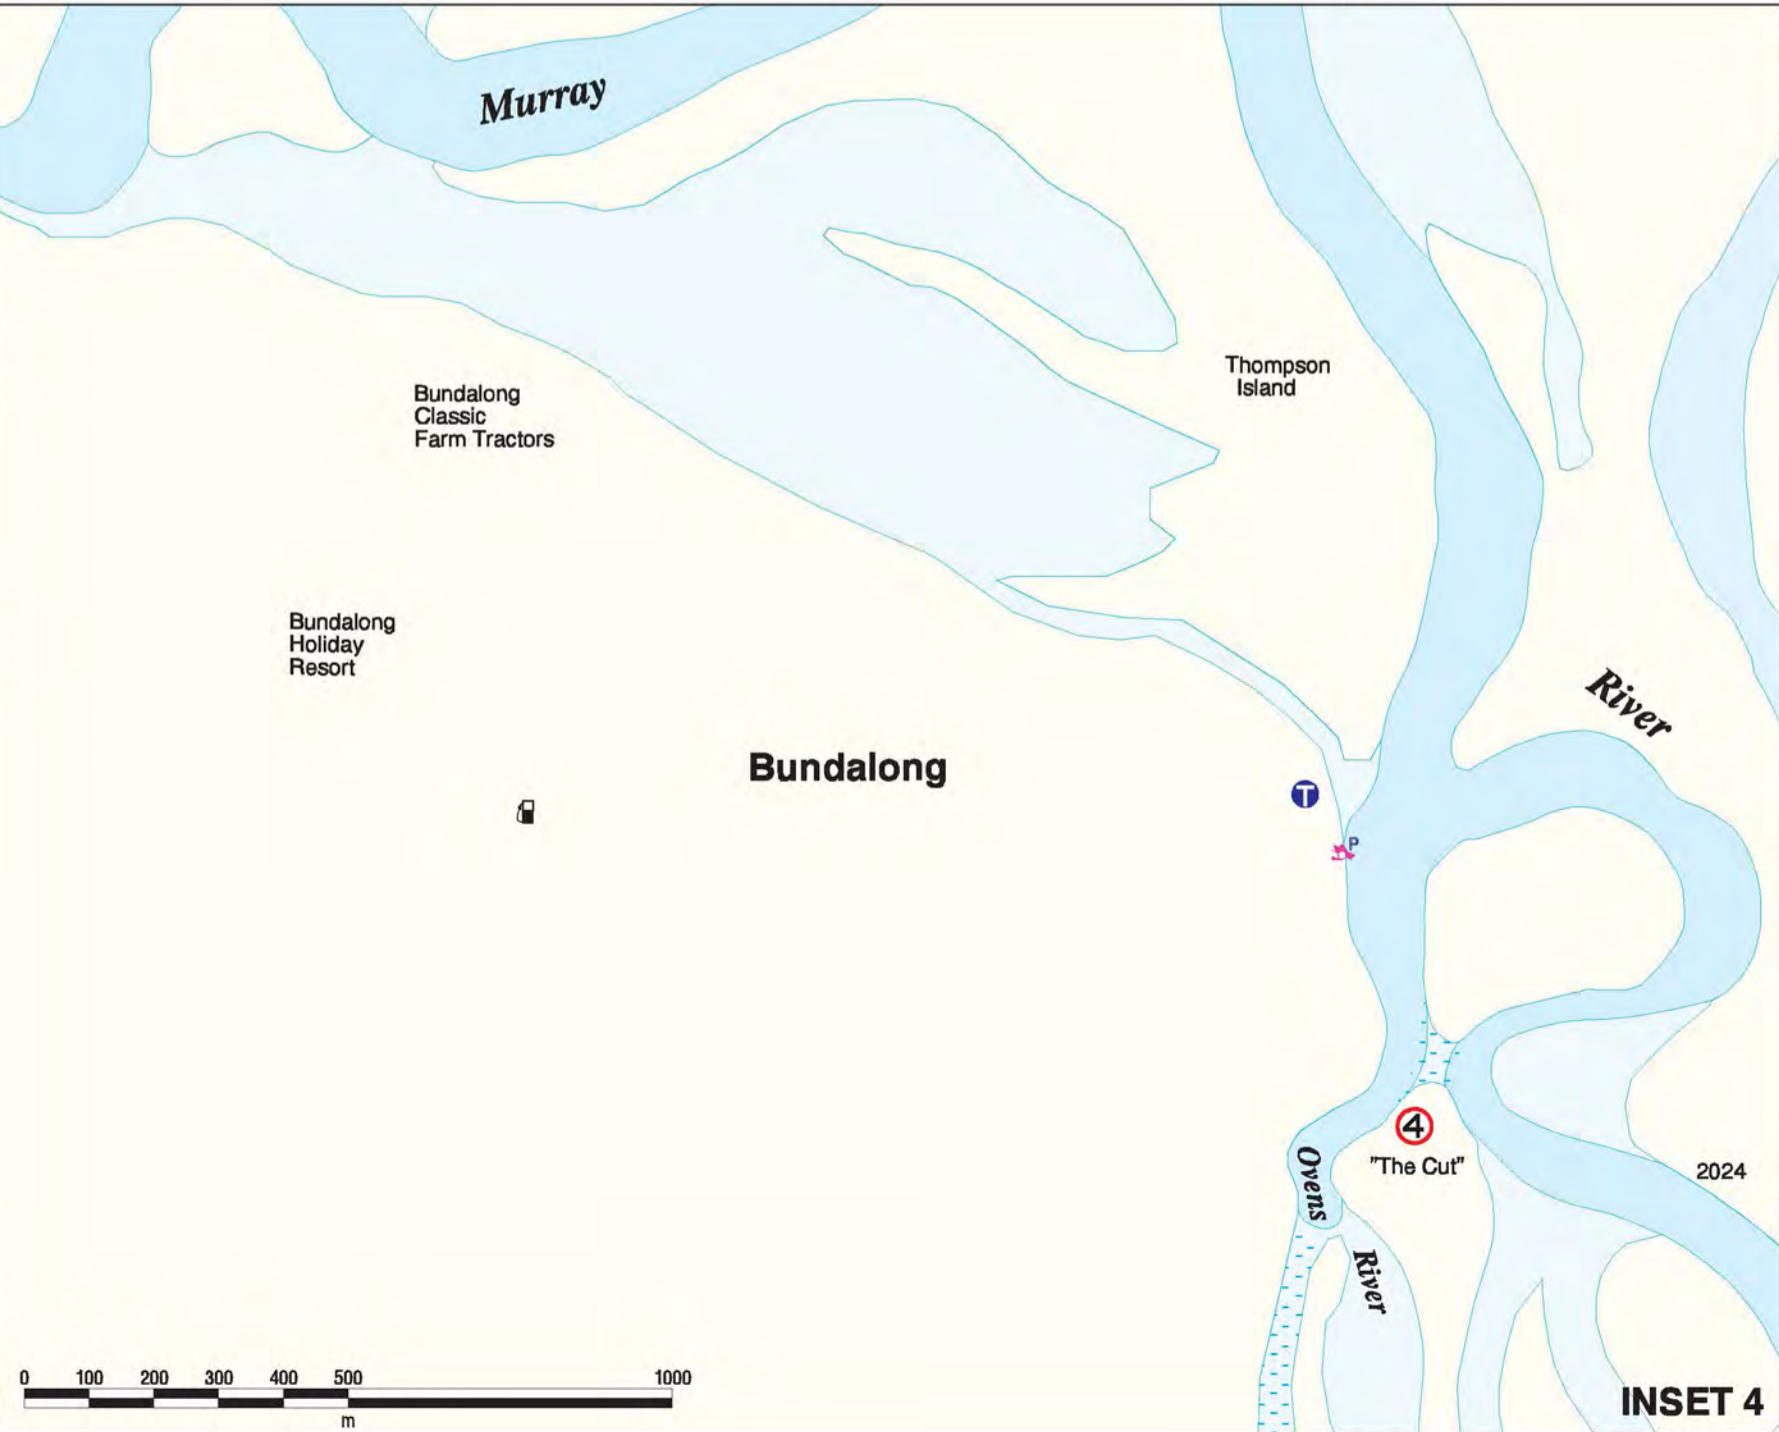 Murray
Thompson
Island
Bundalong
Classic
Farm Tractors
Bundalong
Holiday
Resort
River
Bundalong
T
P
4
"The Cut"
2024
Ovens
River
0 100 200 300 400 500 1000
m
INSET 4